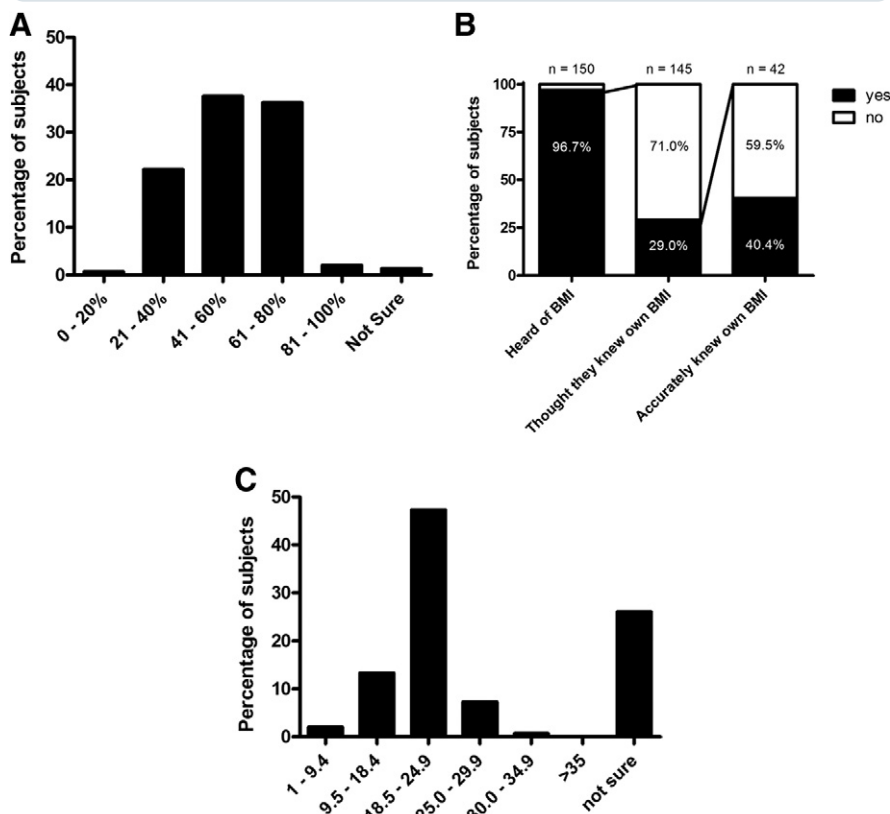 A
Percentage of subjects
50
40
30
20
10
0
0 - 20%
21 - 40%
41 - 60%
61 - 80%
81 - 100%
Not Sure
B
Percentage of subjects
100
75
50
25
0
n = 150
n = 145
n = 42
96.7%
71.0%
59.5%
29.0%
40.4%
yes
no
Heard of BMI
Thought they knew own BMI
Accurately knew own BMI
C
Percentage of subjects
50
40
30
20
10
0
1 - 9.4
9.5 - 18.4
18.5 - 24.9
25.0 - 29.9
30.0 - 34.9
>35
not sure